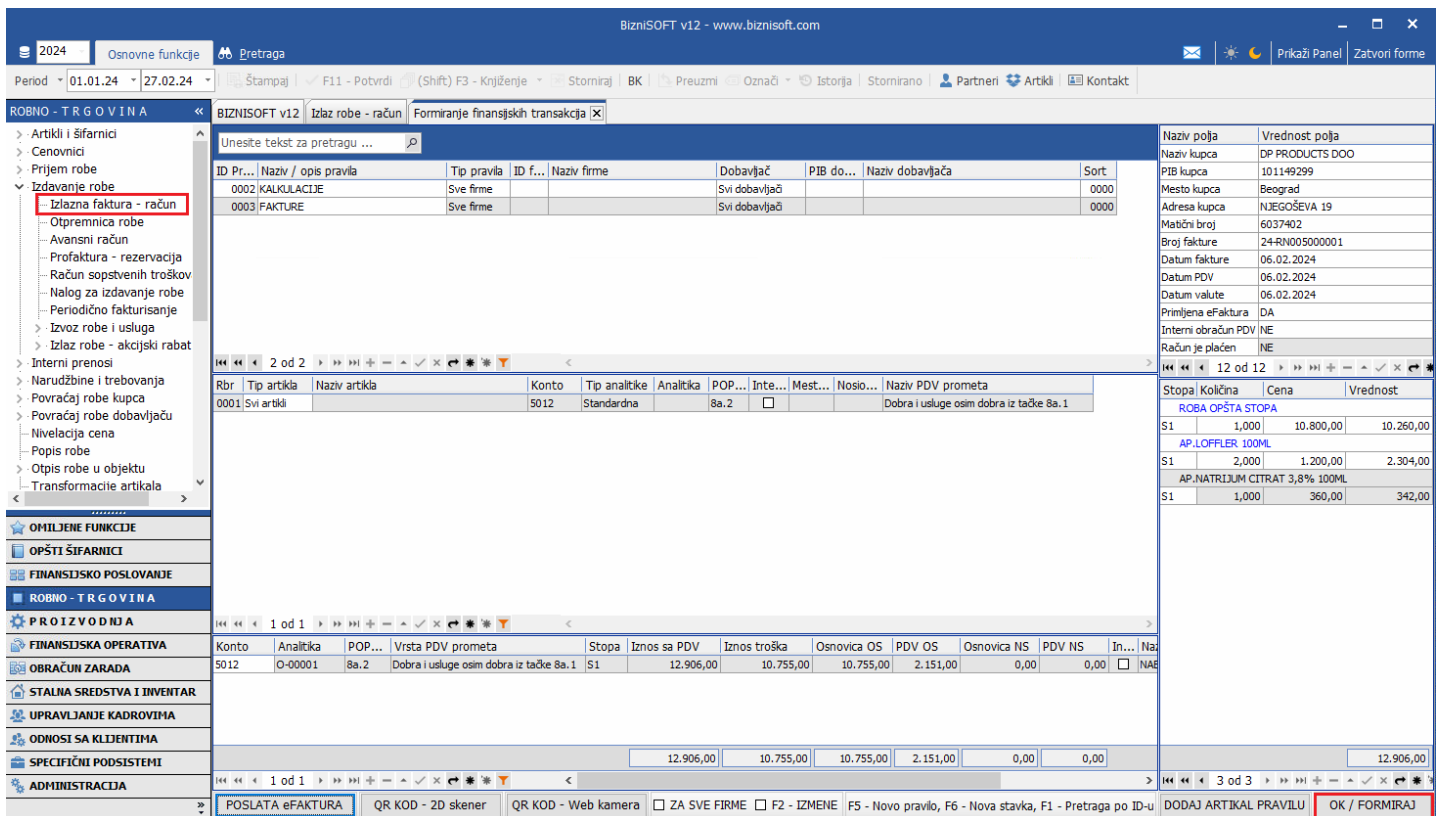 BizniSOFT v12 - www.biznisoft.com
2024 Osnovne funkcije Pretraga Prikaži Panel Zatvori forme
Period 01.01.24 27.02.24 Štampaj F11 - Potvrdi (Shift) F3 - Knjiženje Storniraj BK Preuzmi Označi Istorija Stornirano Partneri Artikli Kontakt
ROBNO - T R G O V I N A «
Artikli i šifarnici
Cenovnici
Prijem robe
Izdavanje robe
Izlazna faktura - račun
Otpremnica robe
Avansni račun
Profaktura - rezervacija
Račun sopstvenih troškov
Nalog za izdavanje robe
Periodično fakturisanje
Izvoz robe i usluga
Izlaz robe - akcijski rabat
Interni prenosi
Narudžbine i trebovanja
Povraćaj robe kupca
Povraćaj robe dobavljaču
Nivelacija cena
Popis robe
Otpis robe u objektu
Transformacije artikala
OMILJENE FUNKCIJE
OPŠTI ŠIFARNICI
FINANSIJSKO POSLOVANJE
ROBNO - T R G O V I N A
P R O I Z V O D NJ A
FINANSIJSKA OPERATIVA
OBRAČUN ZARADA
STALNA SREDSTVA I INVENTAR
UPRAVLJANJE KADROVIMA
ODNOSI SA KLIJENTIMA
SPECIFIČNI PODSISTEMI
ADMINISTRACIJA
BIZNISOFT v12 Izlaz robe - račun Formiranje finansijskih transakcija
Unesite tekst za pretragu ...
ID Pr... Naziv / opis pravila Tip pravila ID f... Naziv firme Dobavljač PIB do... Naziv dobavljača Sort
0002 KALKULACIJE Sve firme Svi dobavljači 0000
0003 FAKTURE Sve firme Svi dobavljači 0000
2 od 2
Rbr Tip artikla Naziv artikla Konto Tip analitike Analitika POP... Inte... Mest... Nosio... Naziv PDV prometa
0001 Svi artikli 5012 Standardna 8a.2 Dobra i usluge osim dobra iz tačke 8a.1
1 od 1
Konto Analitika POP... Vrsta PDV prometa Stopa Iznos sa PDV Iznos troška Osnovica OS PDV OS Osnovica NS PDV NS In... Naz
5012 O-00001 8a.2 Dobra i usluge osim dobra iz tačke 8a.1 S1 12.906,00 10.755,00 10.755,00 2.151,00 0,00 0,00 NAB
12.906,00 10.755,00 10.755,00 2.151,00 0,00 0,00
1 od 1
POSLATA eFAKTURA QR KOD - 2D skener QR KOD - Web kamera ZA SVE FIRME F2 - IZMENE F5 - Novo pravilo, F6 - Nova stavka, F1 - Pretraga po ID-u
Naziv polja Vrednost polja
Naziv kupca DP PRODUCTS DOO
PIB kupca 101149299
Mesto kupca Beograd
Adresa kupca NJEGOŠEVA 19
Matični broj 6037402
Broj fakture 24-RN005000001
Datum fakture 06.02.2024
Datum PDV 06.02.2024
Datum valute 06.02.2024
Primljena eFaktura DA
Interni obračun PDV NE
Račun je plaćen NE
12 od 12
Stopa Količina Cena Vrednost
ROBA OPŠTA STOPA
S1 1,000 10.800,00 10.260,00
AP.LOFFLER 100ML
S1 2,000 1.200,00 2.304,00
AP.NATRIJUM CITRAT 3,8% 100ML
S1 1,000 360,00 342,00
12.906,00
3 od 3
DODAJ ARTIKAL PRAVILU OK / FORMIRAJ